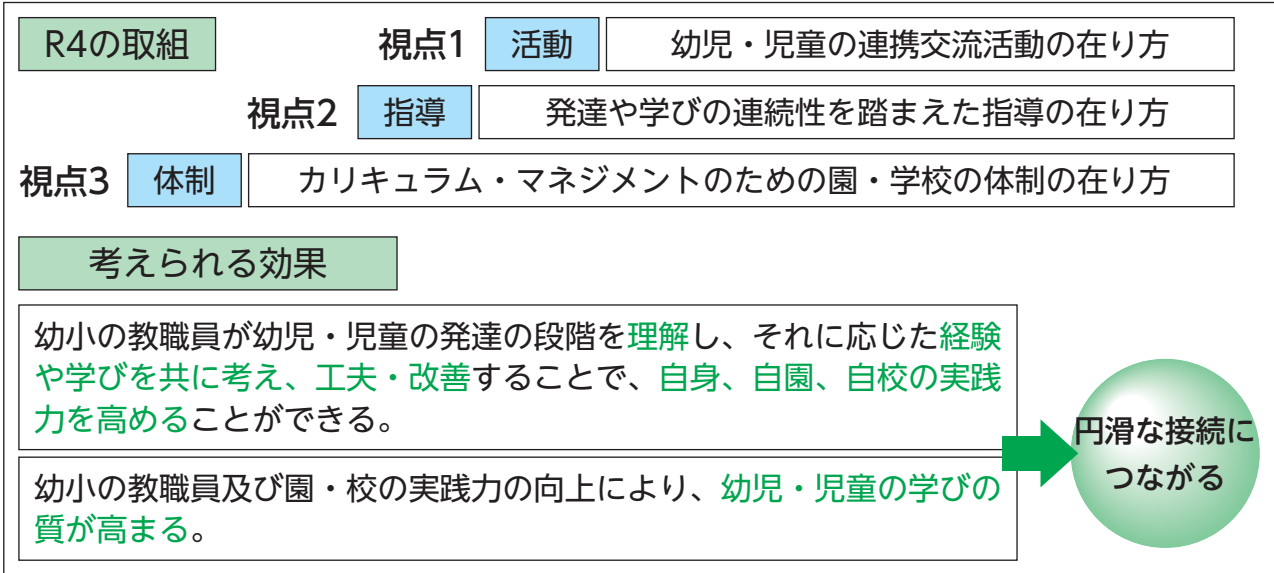 R4の取組
視点1 活動 幼児・児童の連携交流活動の在り方
視点2 指導 発達や学びの連続性を踏まえた指導の在り方
視点3 体制 カリキュラム・マネジメントのための園・学校の体制の在り方
考えられる効果
幼小の教職員が幼児・児童の発達の段階を理解し、それに応じた経験
や学びを共に考え、工夫・改善することで、自身、自園、自校の実践
力を高めることができる。
幼小の教職員及び園・校の実践力の向上により、幼児・児童の学びの
質が高まる。
円滑な接続に
つながる